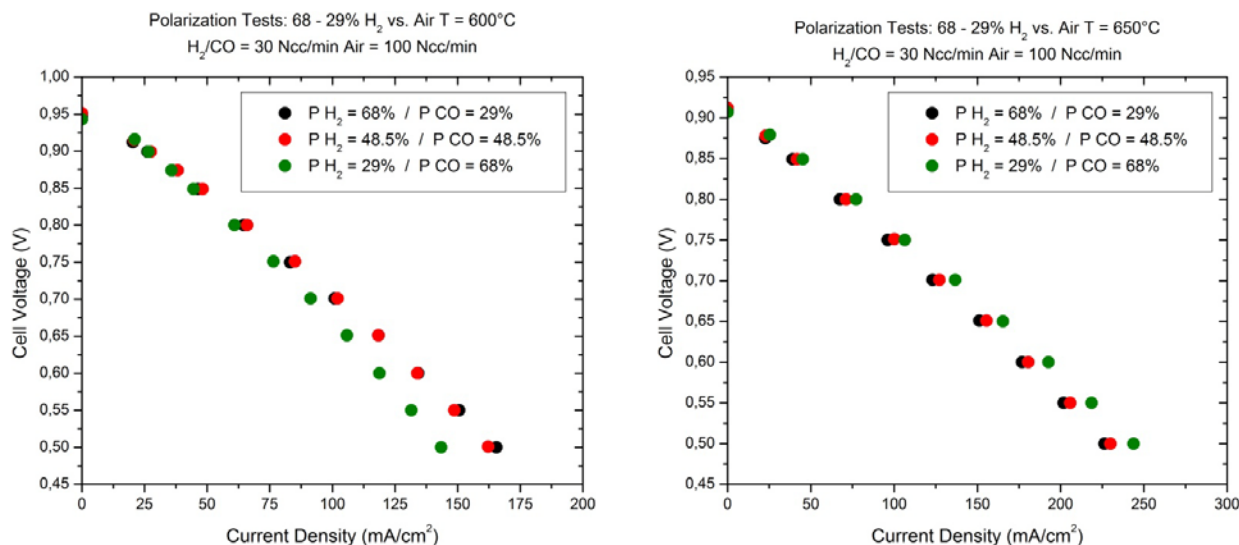 Polarization Tests: 68 - 29% H₂ vs. Air T = 600°C
H₂/CO = 30 Ncc/min Air = 100 Ncc/min
1,00
0,95
0,90
0,85
0,80
0,75
0,70
0,65
0,60
0,55
0,50
0,45
Cell Voltage (V)
P H₂ = 68% / P CO = 29%
P H₂ = 48.5% / P CO = 48.5%
P H₂ = 29% / P CO = 68%
0 25 50 75 100 125 150 175 200
Current Density (mA/cm²)
Polarization Tests: 68 - 29% H₂ vs. Air T = 650°C
H₂/CO = 30 Ncc/min Air = 100 Ncc/min
0,95
0,90
0,85
0,80
0,75
0,70
0,65
0,60
0,55
0,50
0,45
Cell Voltage (V)
P H₂ = 68% / P CO = 29%
P H₂ = 48.5% / P CO = 48.5%
P H₂ = 29% / P CO = 68%
0 50 100 150 200 250 300
Current Density (mA/cm²)